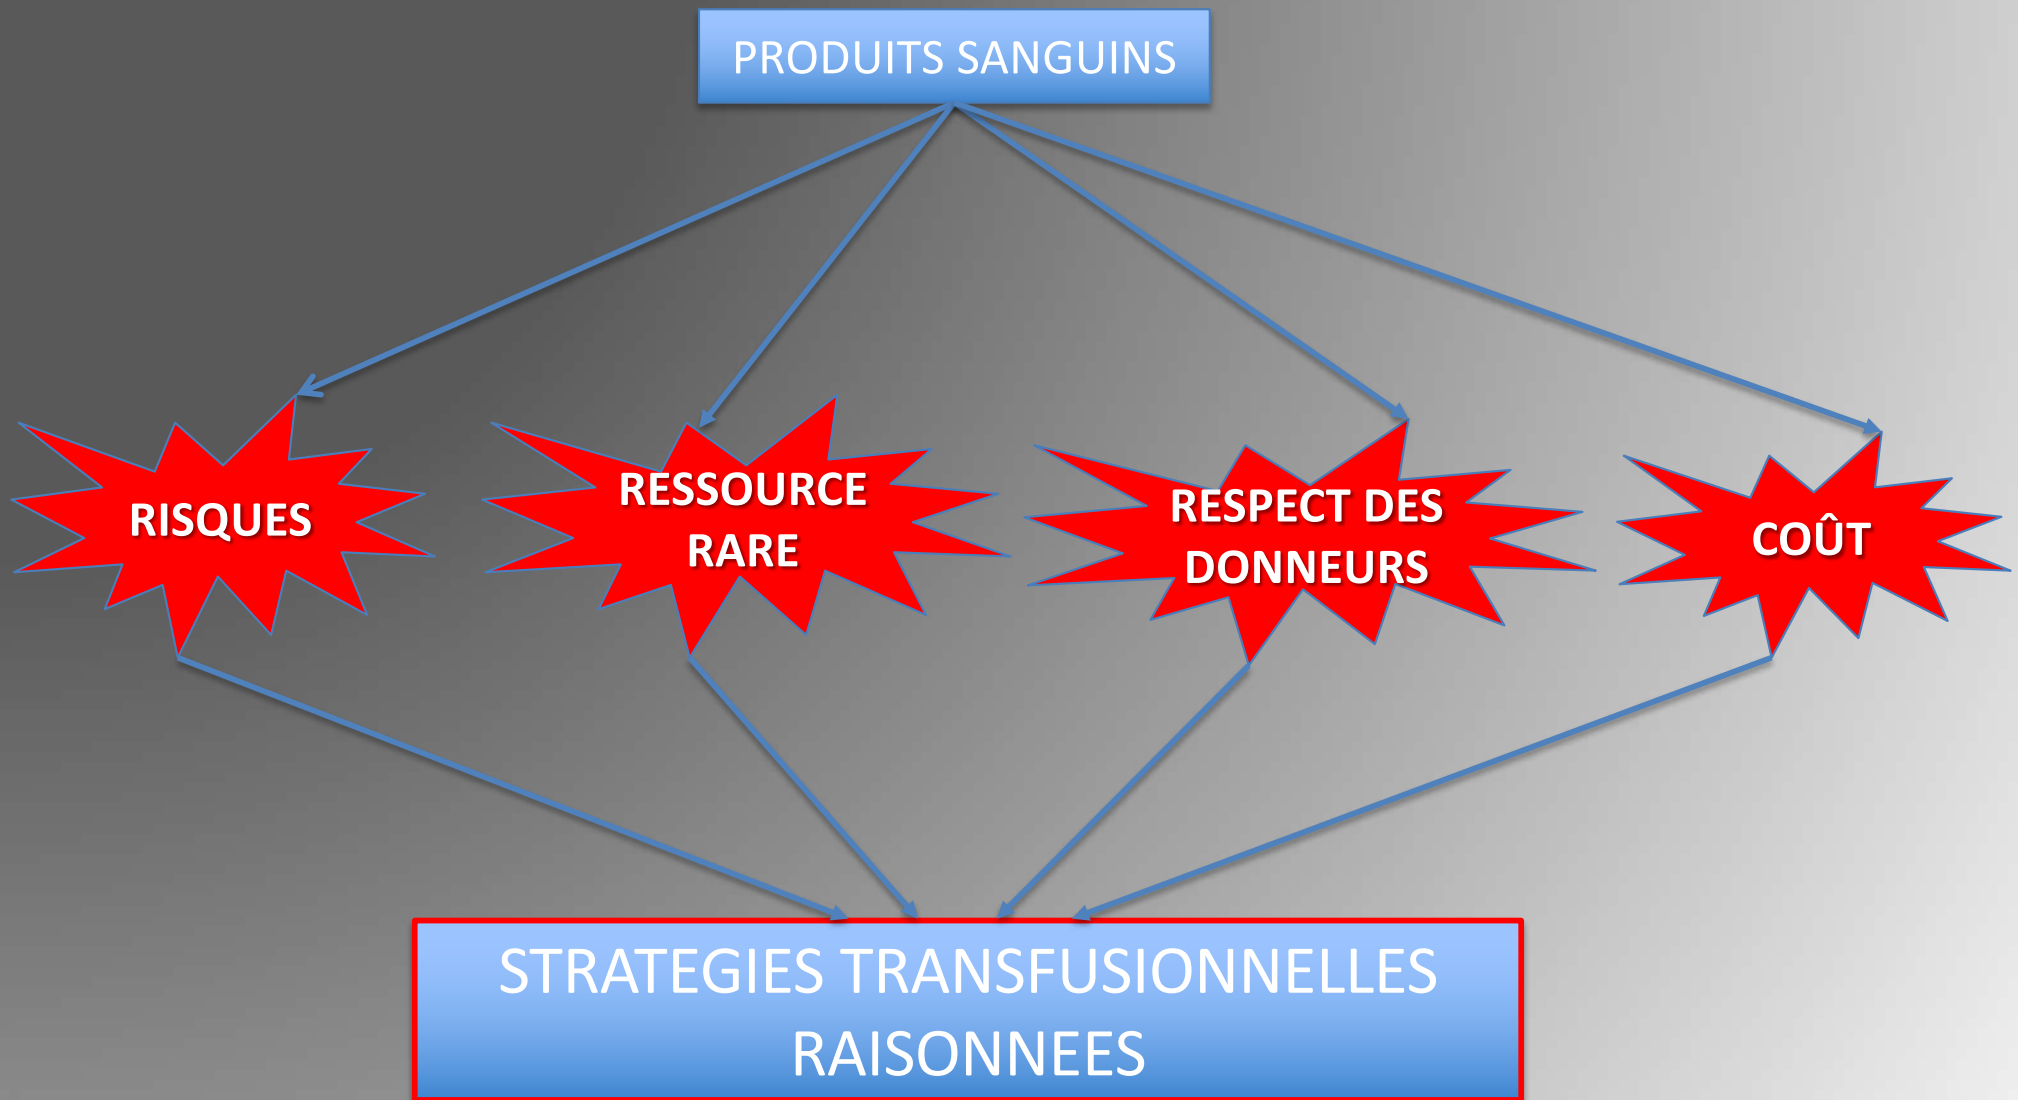 PRODUITS SANGUINS
RISQUES
RESSOURCE
RARE
RESPECT DES
DONNEURS
COÛT
STRATEGIES TRANSFUSIONNELLES
RAISONNEES